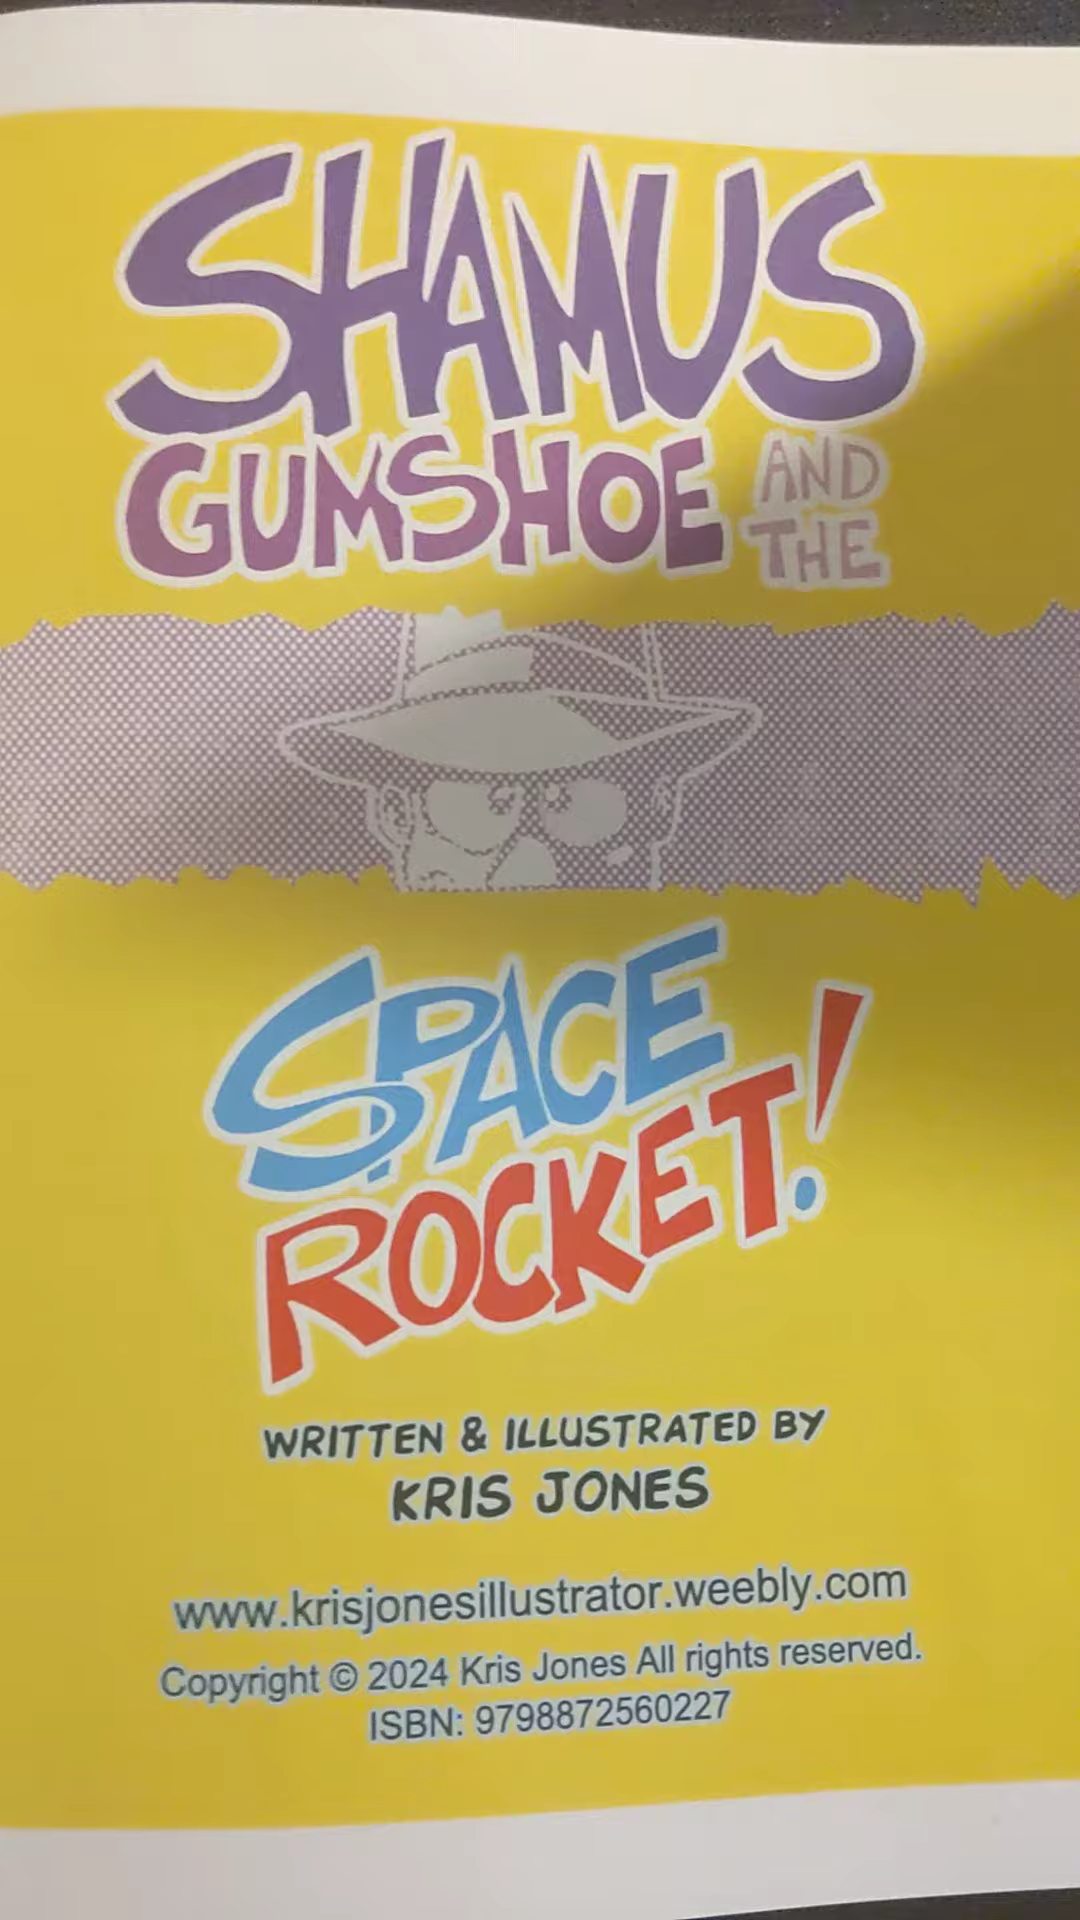 SHAMUS
GUMSHOE AND
THE
SPACE
ROCKET!
WRITTEN & ILLUSTRATED BY
KRIS JONES
www.krisjonesillustrator.weebly.com
Copyright © 2024 Kris Jones All rights reserved.
ISBN: 9798872560227